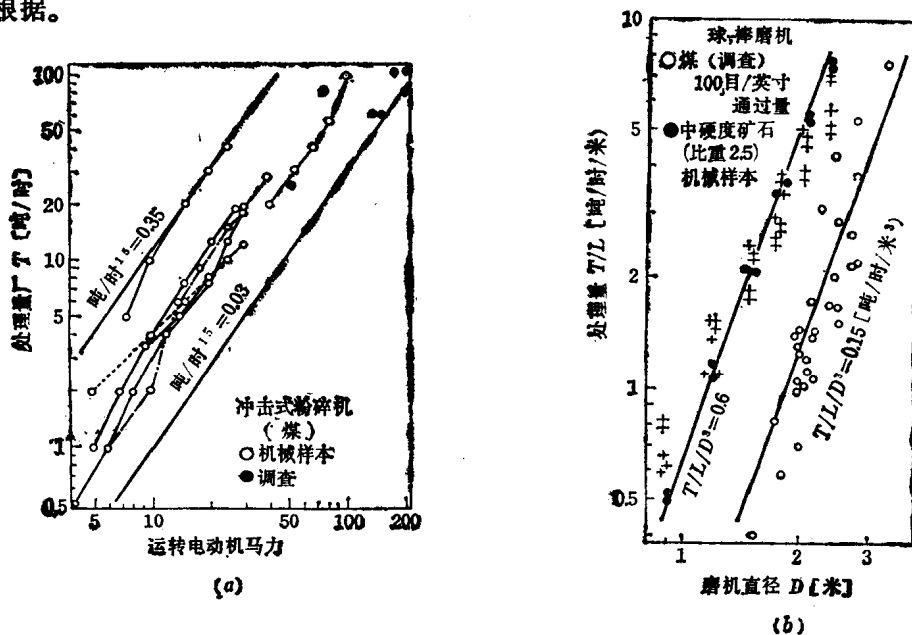 根据。
100
50
20
10
5
1
0.5
处理量 T [吨/时]
吨/时¹·⁵=0.35
吨/时¹·⁵=0.03
冲击式粉碎机
(煤)
○机械样本
●调查
5 10 50 100 200
运转电动机马力
(a)
10
5
2
1
0.5
处理量 T/L [吨/时/米]
球,棒磨机
○煤(调查)
100目/英寸
通过量
●中硬度矿石
(比重2.5)
机械样本
T/L/D³=0.6
T/L/D³=0.15[吨/时/米³]
1 2 3
磨机直径 D [米]
(b)